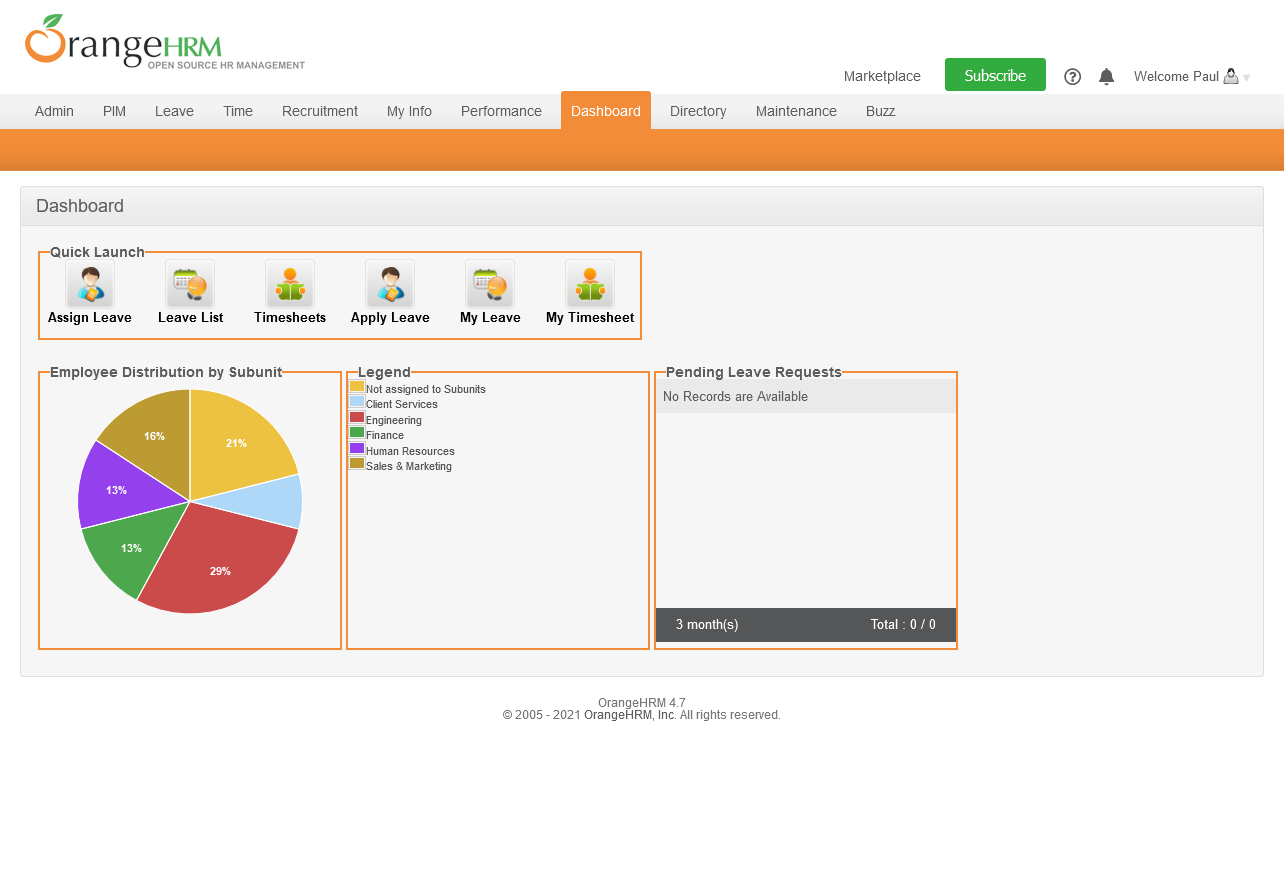 OrangeHRM
OPEN SOURCE HR MANAGEMENT
Marketplace
Subscribe
Welcome Paul
Admin
PIM
Leave
Time
Recruitment
My Info
Performance
Dashboard
Directory
Maintenance
Buzz
Dashboard
Quick Launch
Assign Leave
Leave List
Timesheets
Apply Leave
My Leave
My Timesheet
Employee Distribution by Subunit
16%
21%
13%
13%
29%
Legend
Not assigned to Subunits
Client Services
Engineering
Finance
Human Resources
Sales & Marketing
Pending Leave Requests
No Records are Available
3 month(s)
Total : 0 / 0
OrangeHRM 4.7
© 2005 - 2021 OrangeHRM, Inc. All rights reserved.